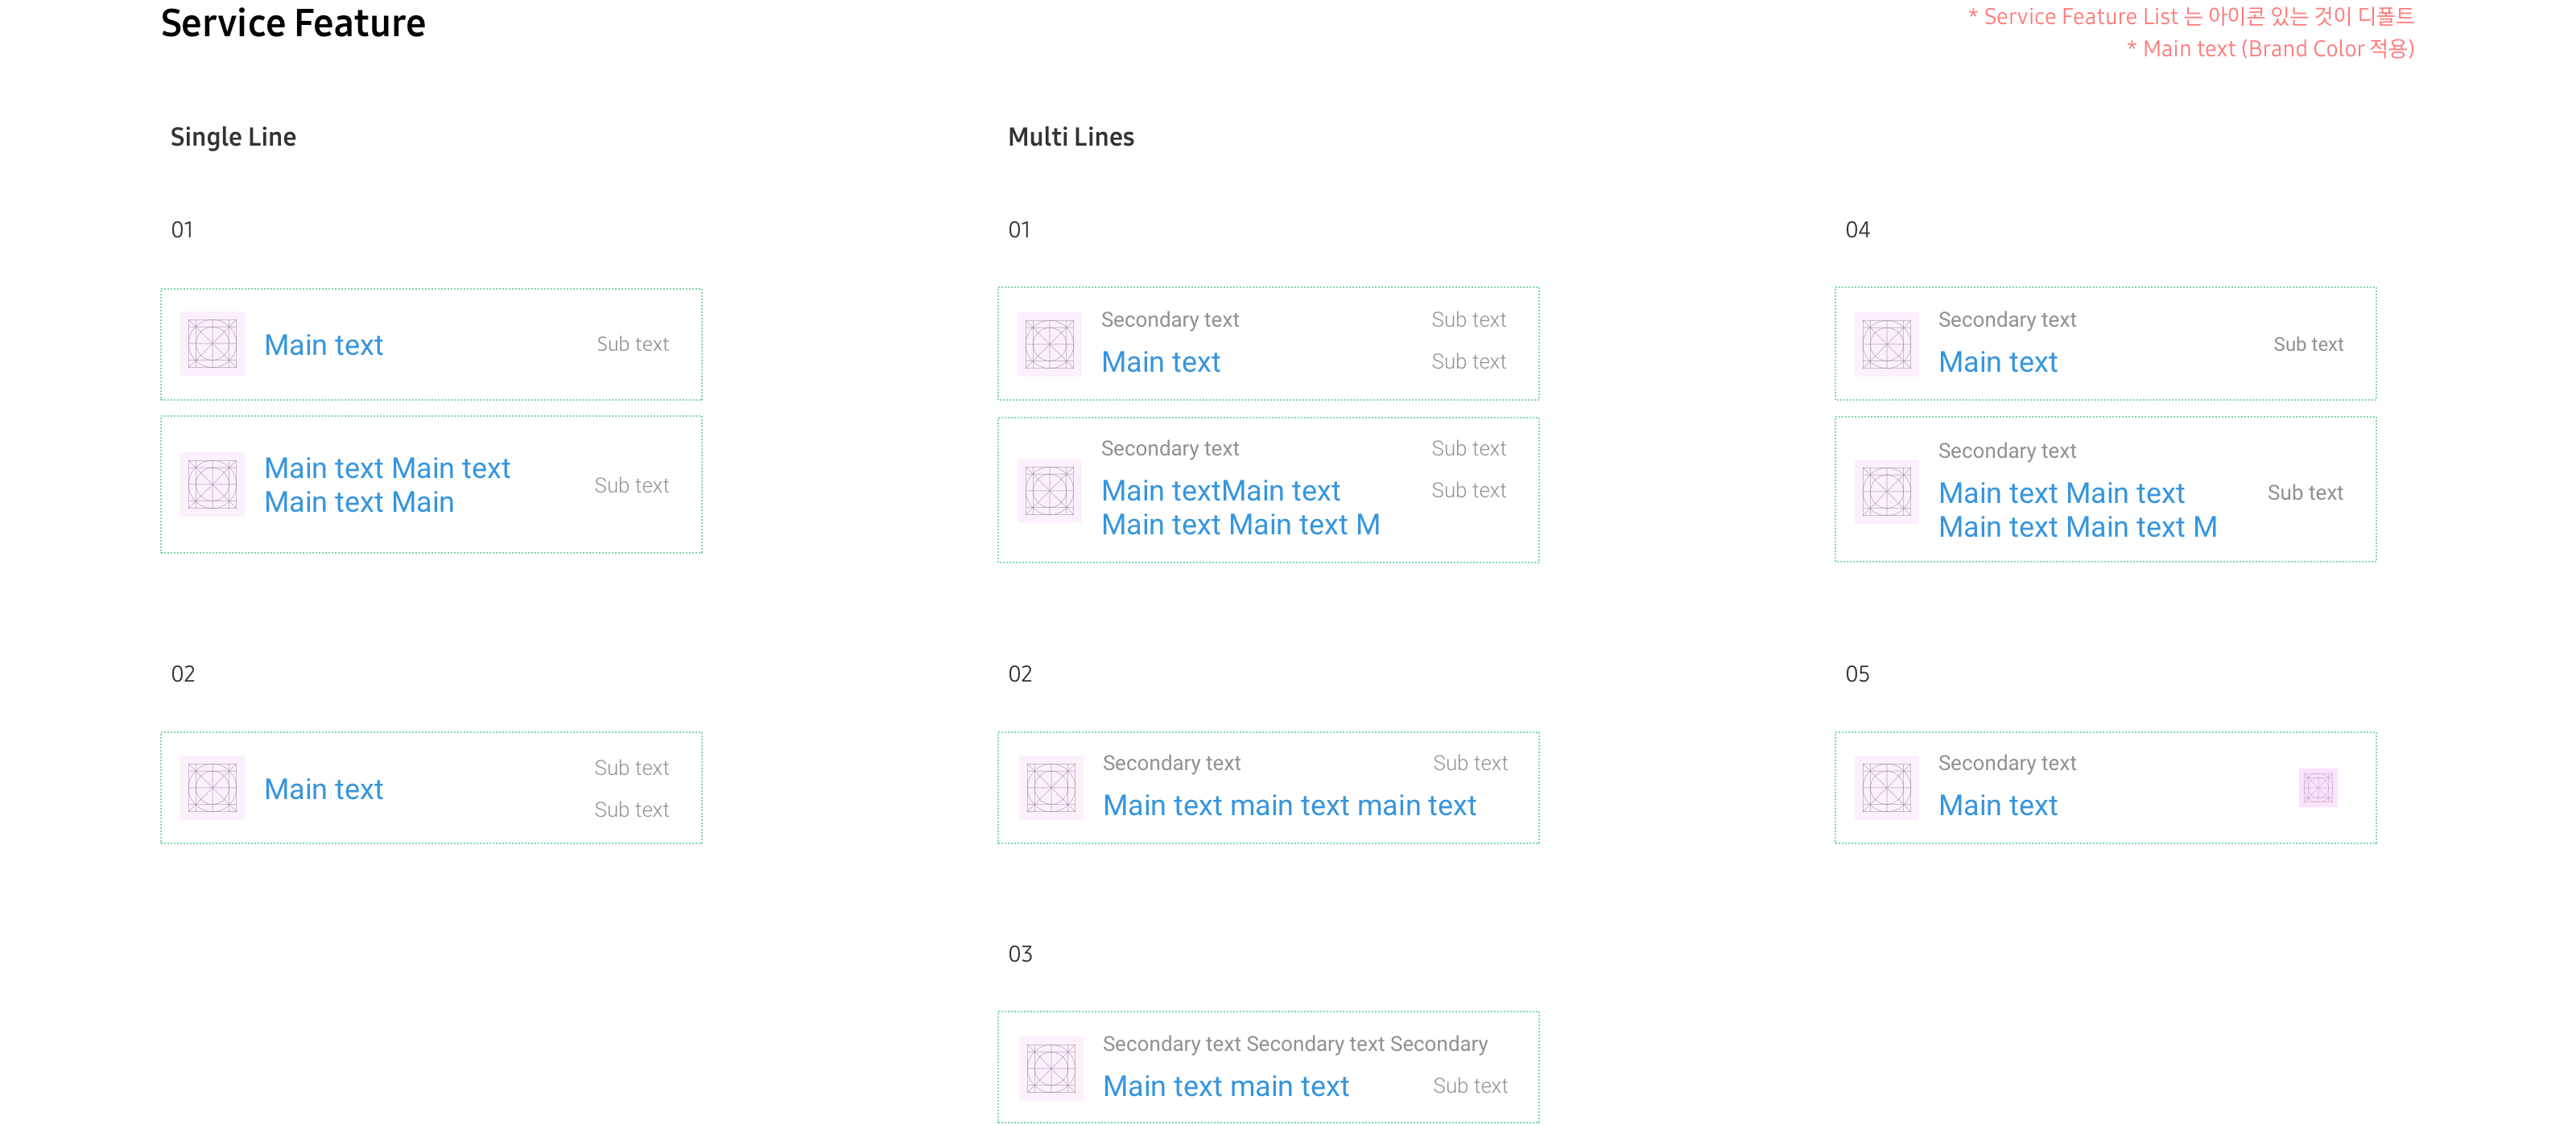 Service Feature
* Service Feature List 는 아이콘 있는 것이 디폴트
* Main text (Brand Color 적용)
Single Line
01
Main text
Sub text
Main text Main text
Main text Main
Sub text
02
Main text
Sub text
Sub text
Multi Lines
01
Secondary text
Sub text
Main text
Sub text
Secondary text
Sub text
Main textMain text
Sub text
Main text Main text M
02
Secondary text
Sub text
Main text main text main text
03
Secondary text Secondary text Secondary
Main text main text
Sub text
04
Secondary text
Main text
Sub text
Secondary text
Main text Main text
Main text Main text M
Sub text
05
Secondary text
Main text